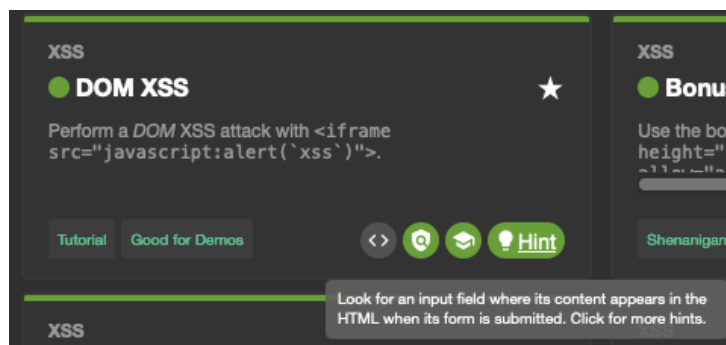 XSS
DOM XSS
Perform a DOM XSS attack with <iframe
src="javascript:alert(`xss`)">.
Tutorial
Good for Demos
<>
Hint
Look for an input field where its content appears in the
HTML when its form is submitted. Click for more hints.
XSS
Use the bo
height="
Shenanigan
XSS